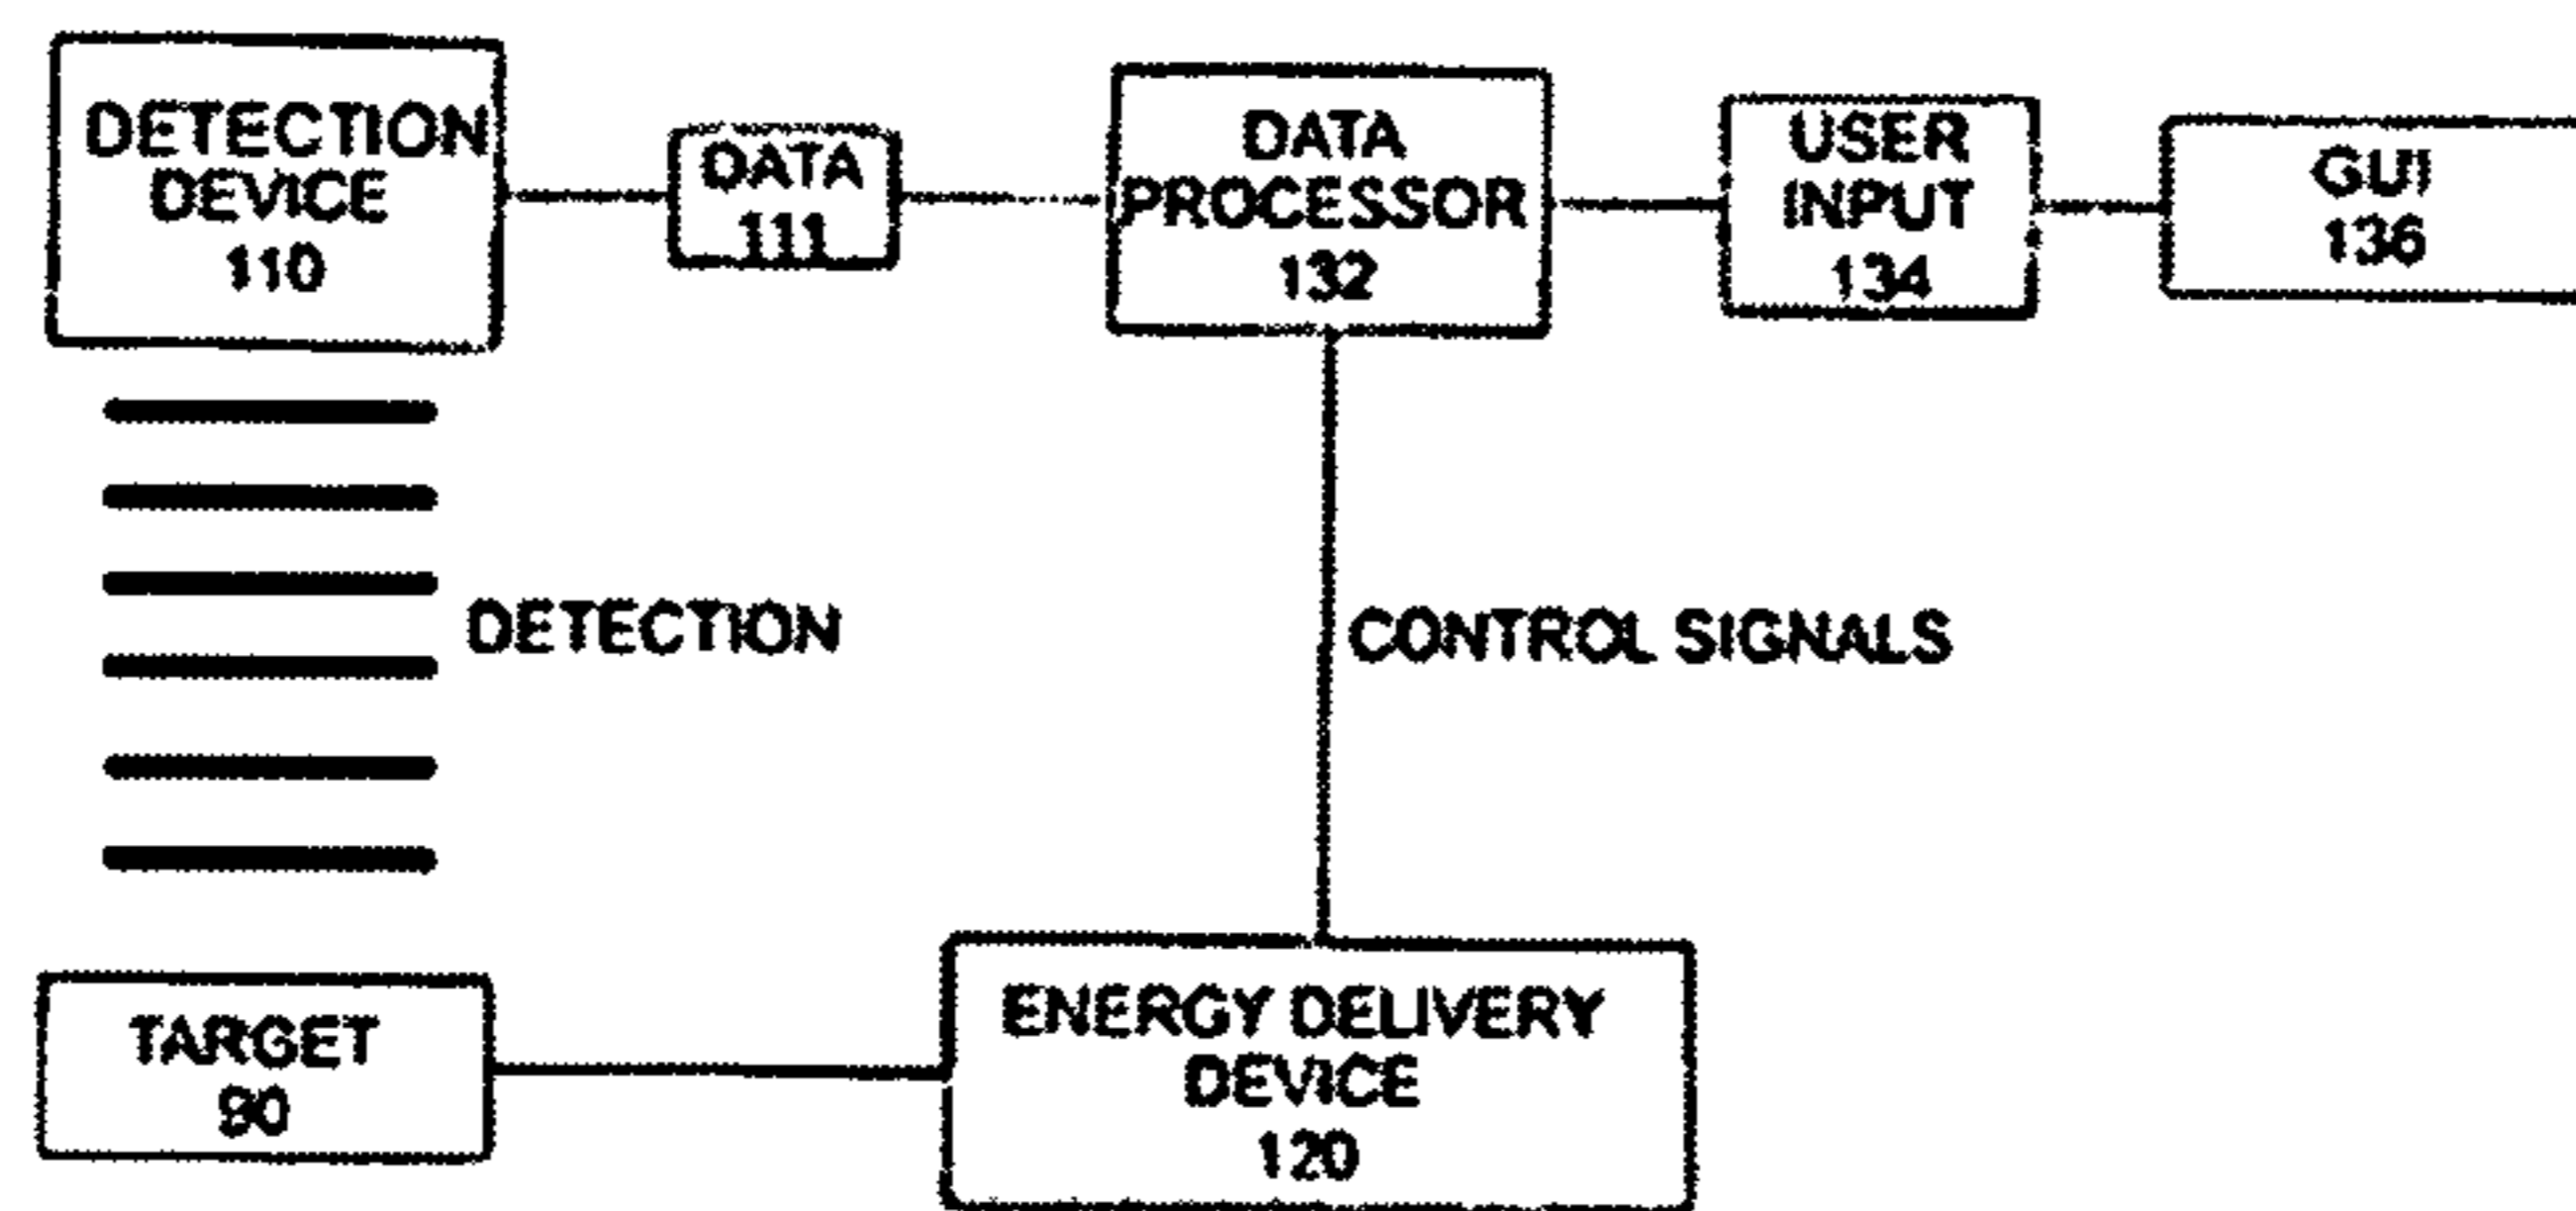 DETECTION
DEVICE
110
DATA
111
DATA
PROCESSOR
132
USER
INPUT
134
GUI
136
DETECTION
CONTROL SIGNALS
TARGET
90
ENERGY DELIVERY
DEVICE
120